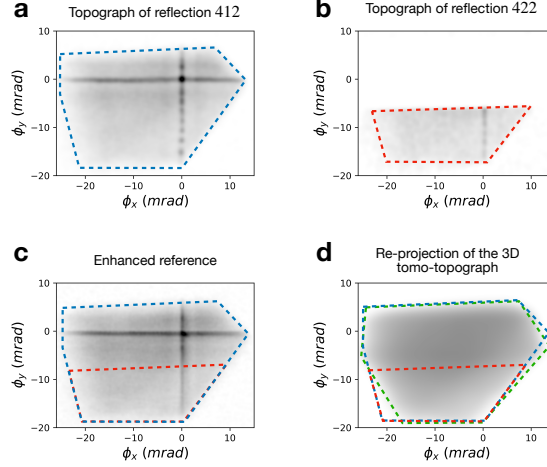 a
Topograph of reflection 412
10
0
−10
−20
ϕy (mrad)
−20
−10
0
10
ϕx (mrad)
b
Topograph of reflection 422
10
0
−10
−20
ϕy (mrad)
−20
−10
0
10
ϕx (mrad)
c
Enhanced reference
10
0
−10
−20
ϕy (mrad)
−20
−10
0
10
ϕx (mrad)
d
Re-projection of the 3D
tomo-topograph
10
0
−10
−20
ϕy (mrad)
−20
−10
0
10
ϕx (mrad)